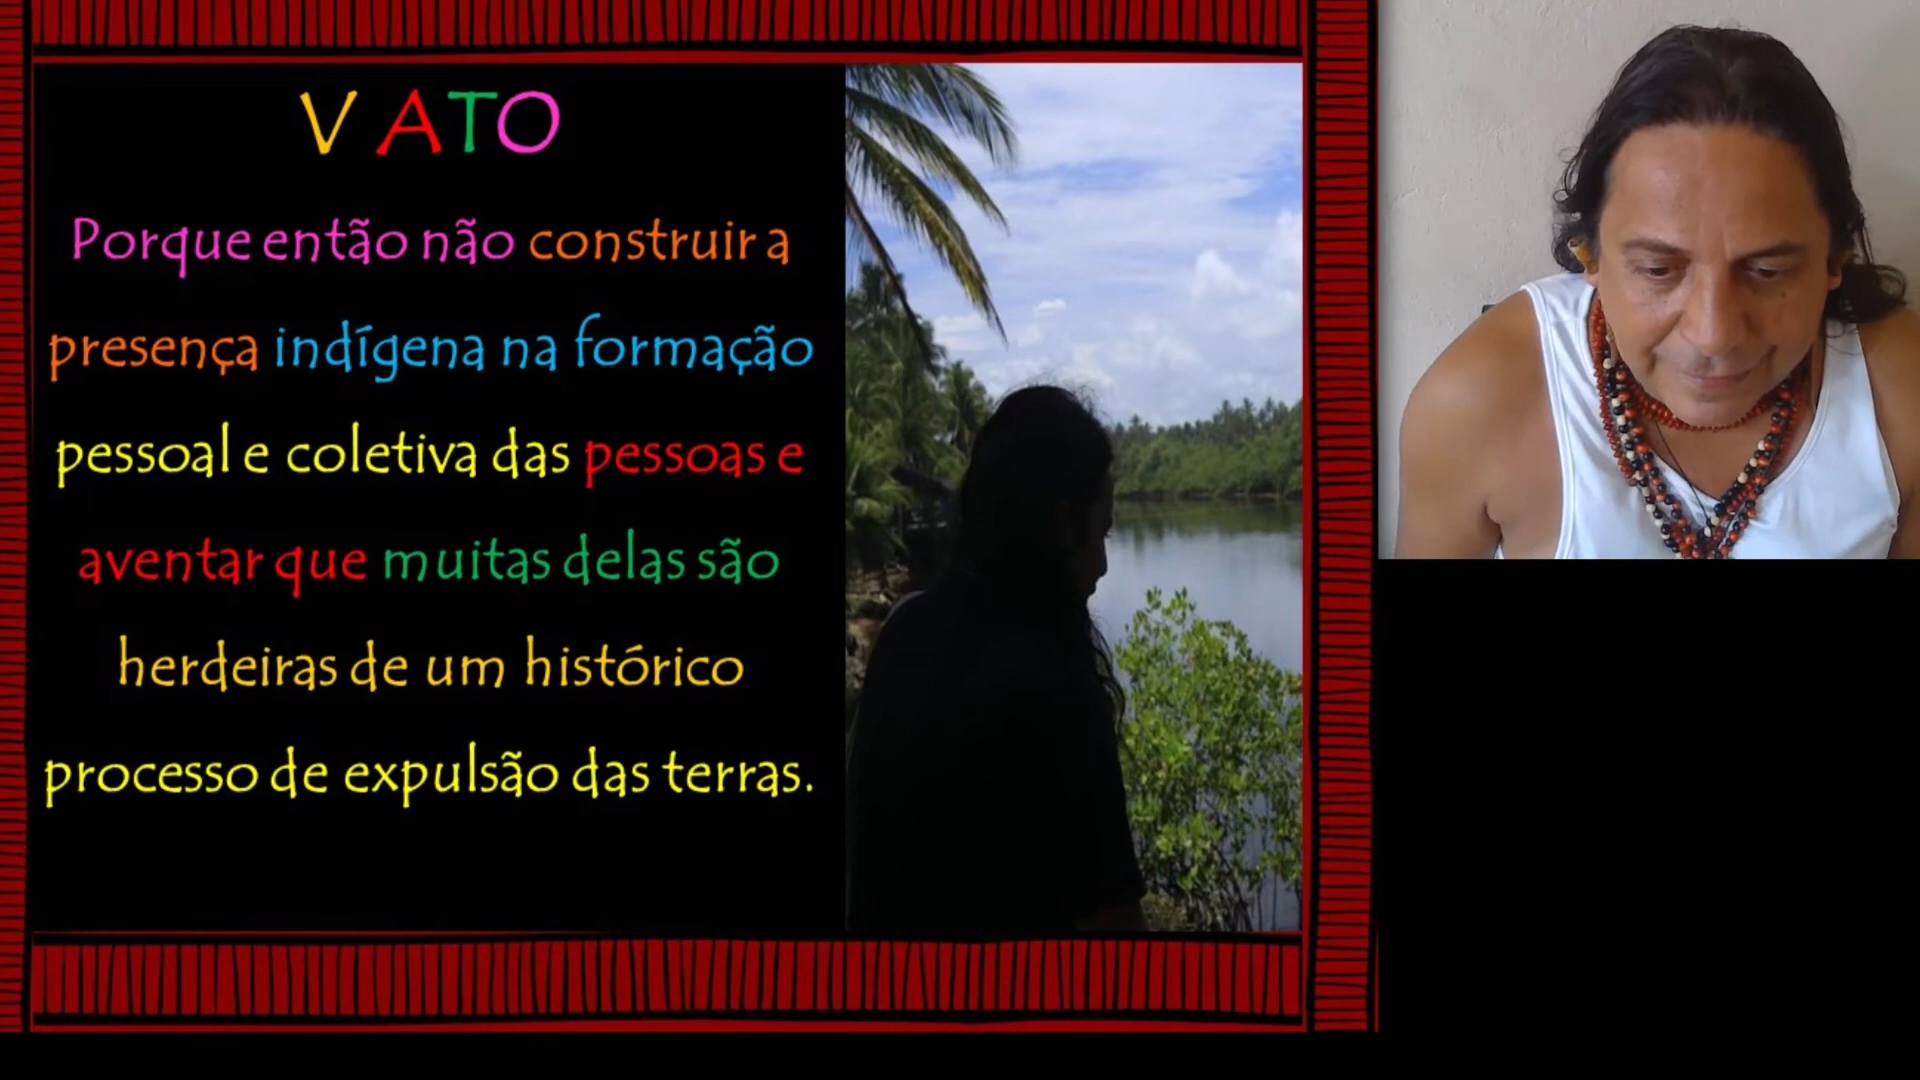 V ATO
Porque então não construir a
presença indígena na formação
pessoal e coletiva das pessoas e
aventar que muitas delas são
herdeiras de um histórico
processo de expulsão das terras.